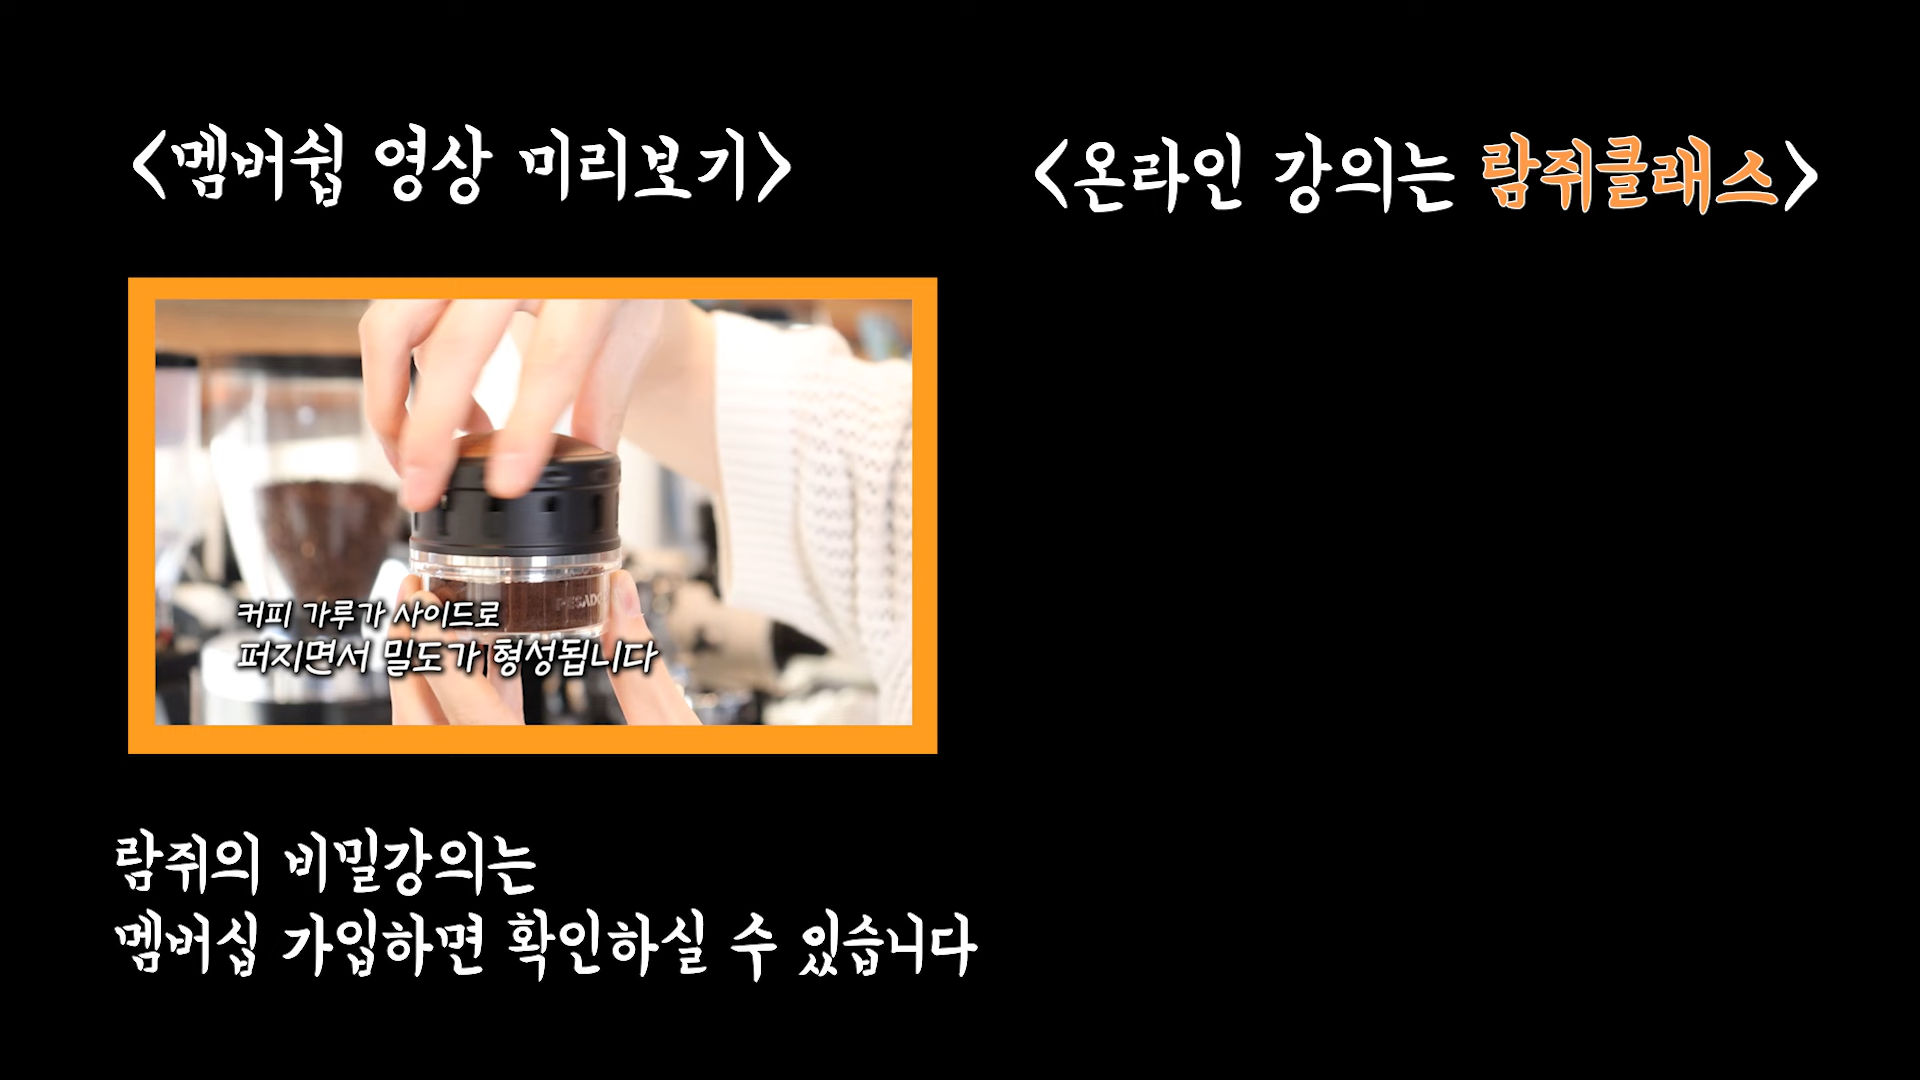 <멤버쉽 영상 미리보기>
<온라인 강의는 람쥐클래스>
커피 가루가 사이드로
퍼지면서 밀도가 형성됩니다
람쥐의 비밀강의는
멤버십 가입하면 확인하실 수 있습니다